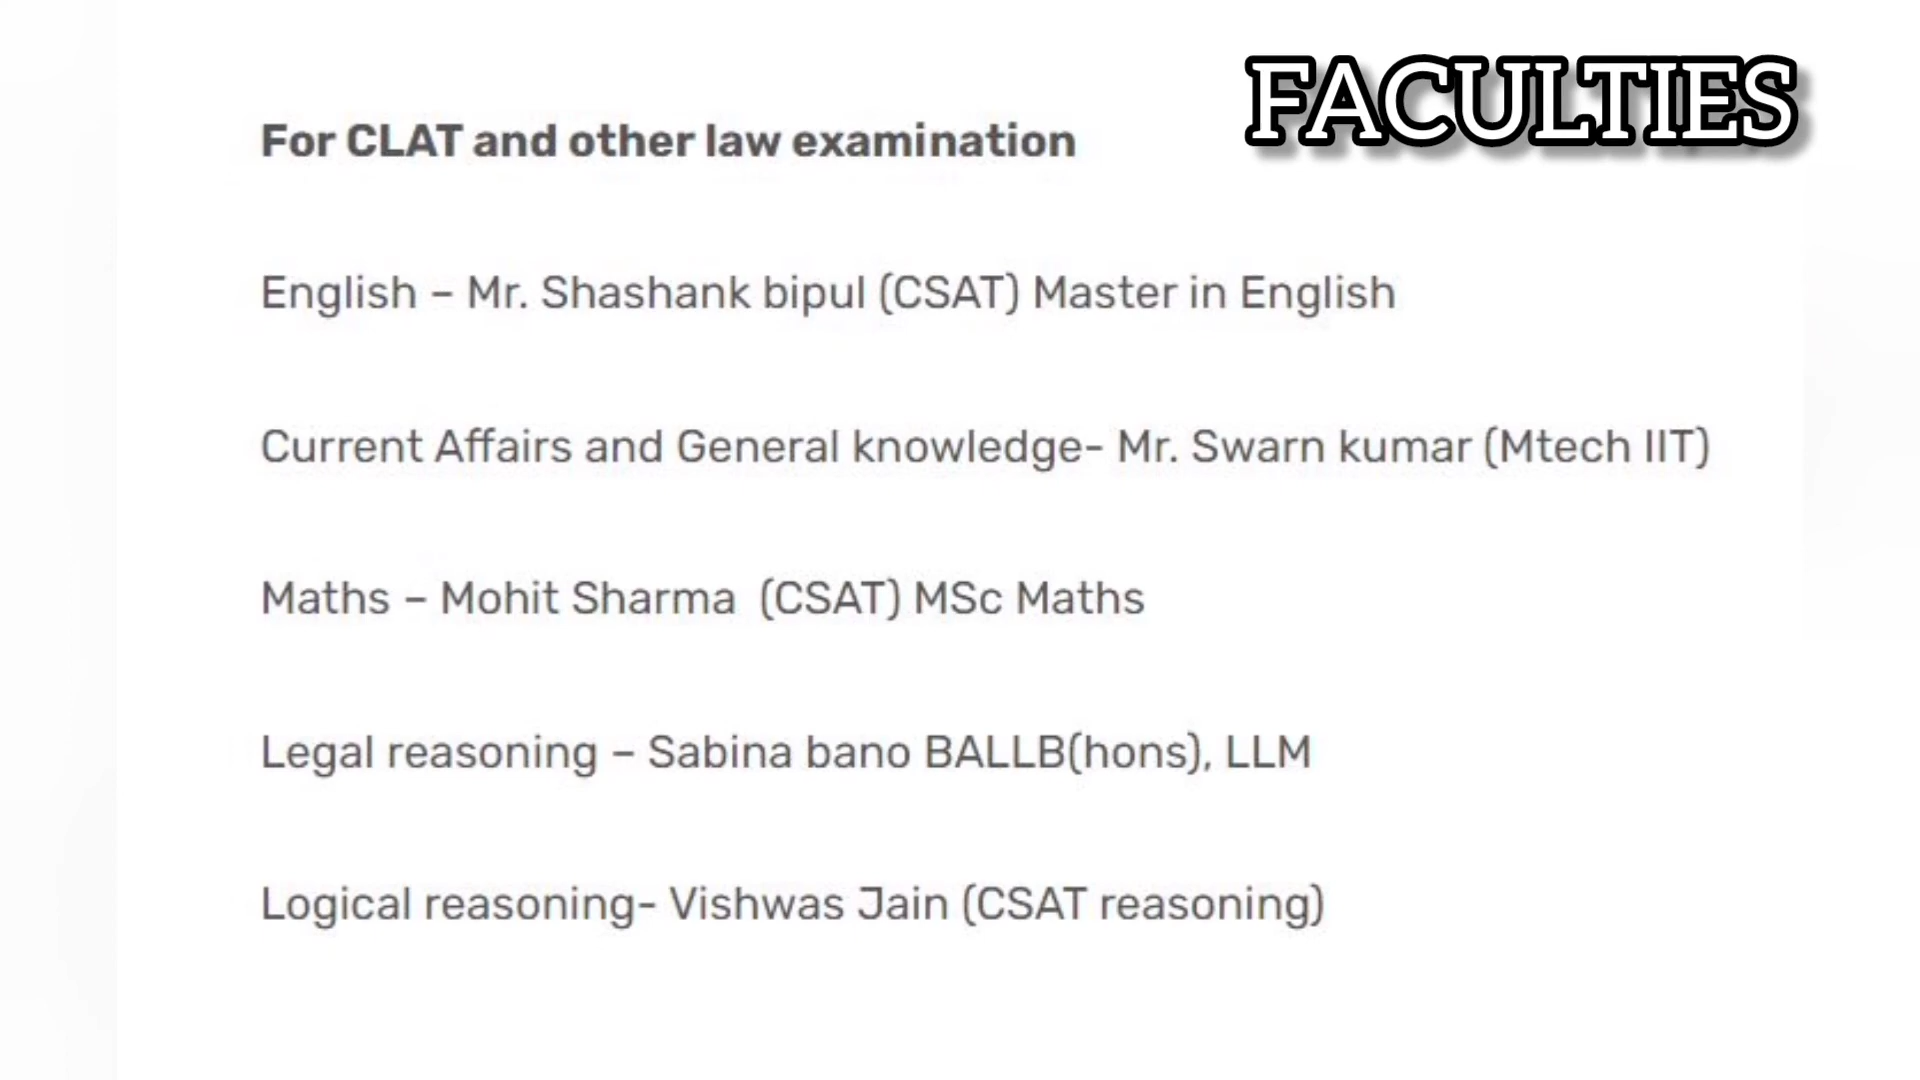 FACULTIES
For CLAT and other law examination
English – Mr. Shashank bipul (CSAT) Master in English
Current Affairs and General knowledge- Mr. Swarn kumar (Mtech IIT)
Maths – Mohit Sharma  (CSAT) MSc Maths
Legal reasoning – Sabina bano BALLB(hons), LLM
Logical reasoning- Vishwas Jain (CSAT reasoning)